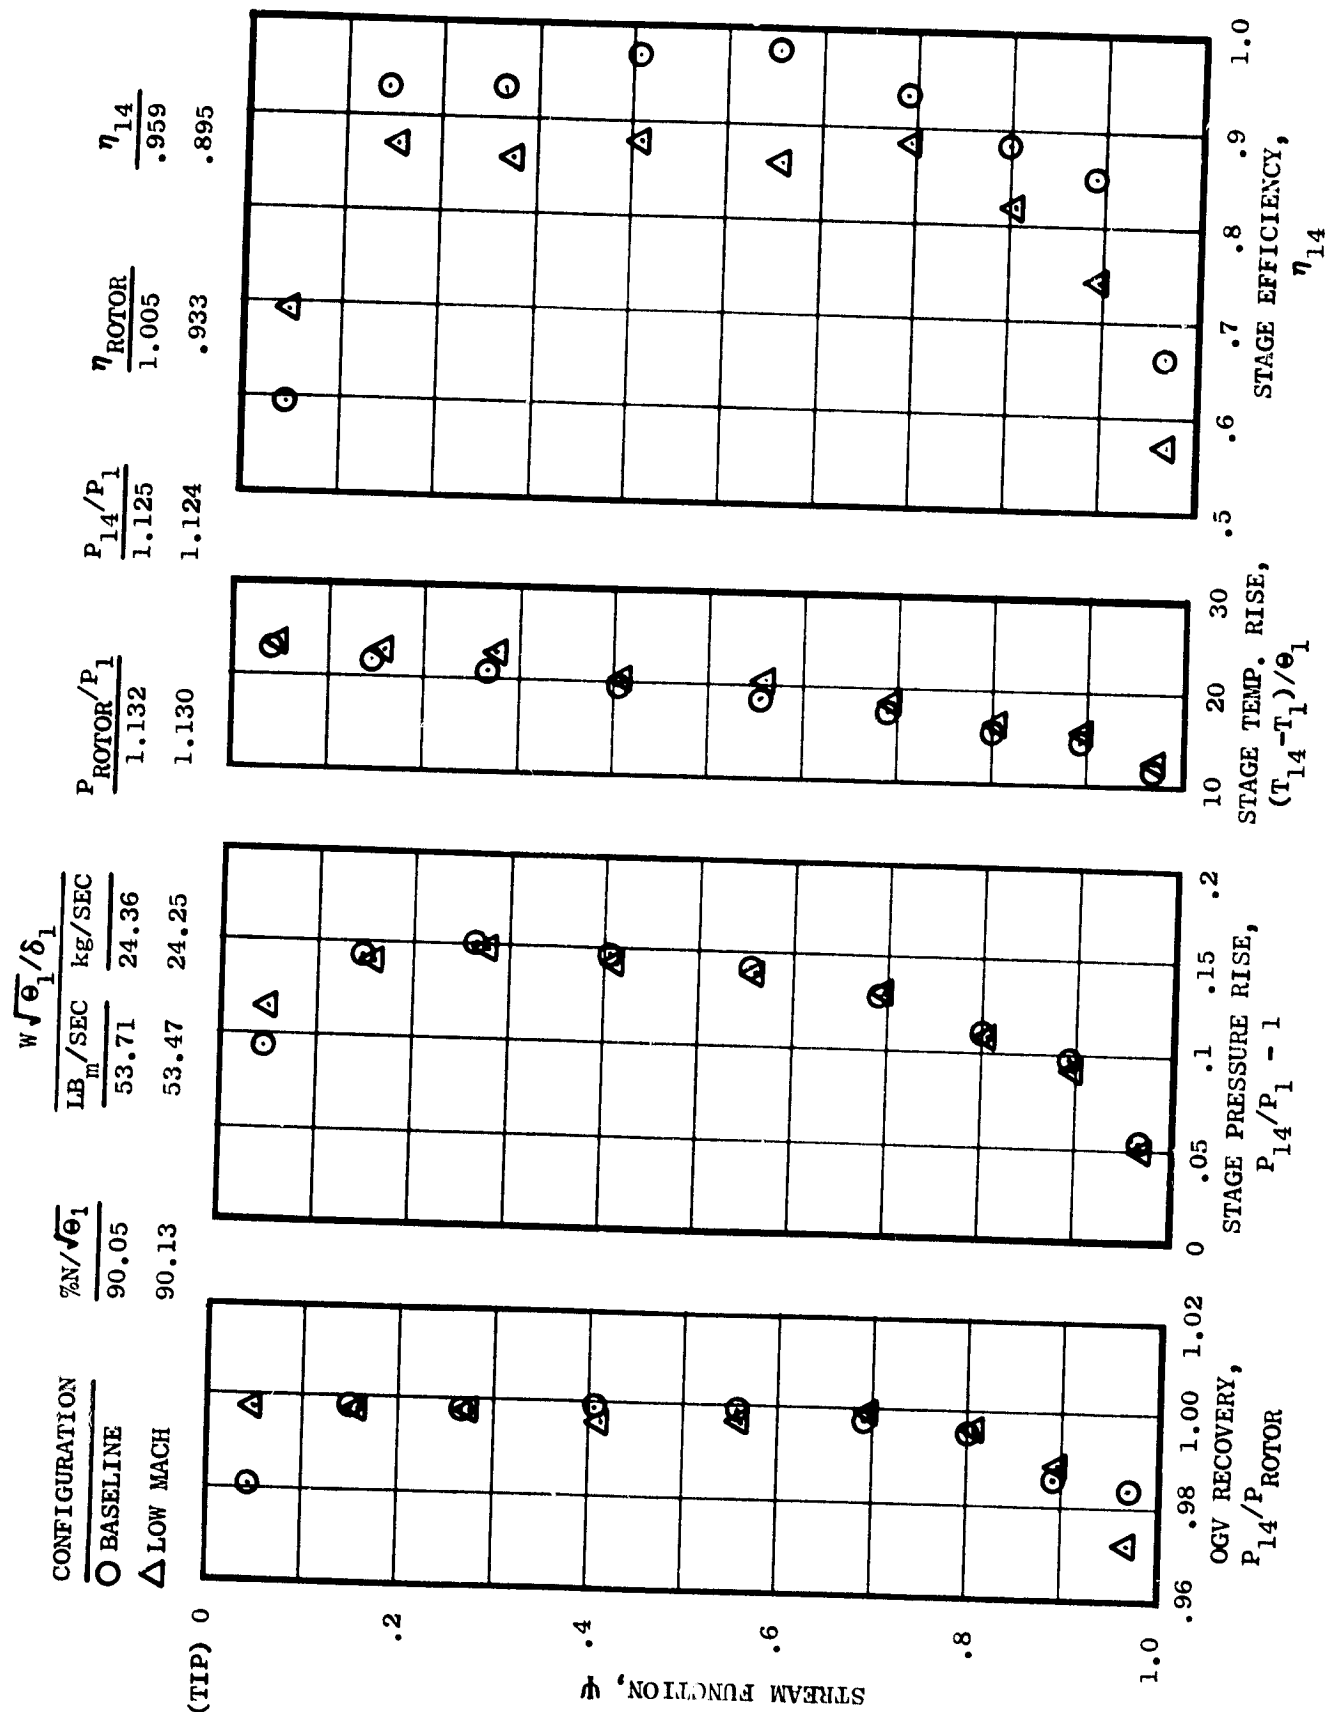 CONFIGURATION %N/√θ1 W√θ1/δ1 PROTOR/P1 P14/P1 ηROTOR η14
LBm/SEC kg/SEC
○ BASELINE 90.05 53.71 24.36 1.132 1.125 1.005 .959
△ LOW MACH 90.13 53.47 24.25 1.130 1.124 .933 .895
(TIP) 0
.2
.4
.6
.8
1.0
STREAM FUNCTION, Ψ
.96 .98 1.00 1.02
OGV RECOVERY,
P14/PROTOR
0 .05 .1 .15 .2
STAGE PRESSURE RISE,
P14/P1 - 1
10 20 30
STAGE TEMP. RISE,
(T14-T1)/θ1
.5 .6 .7 .8 .9 1.0
STAGE EFFICIENCY,
η14